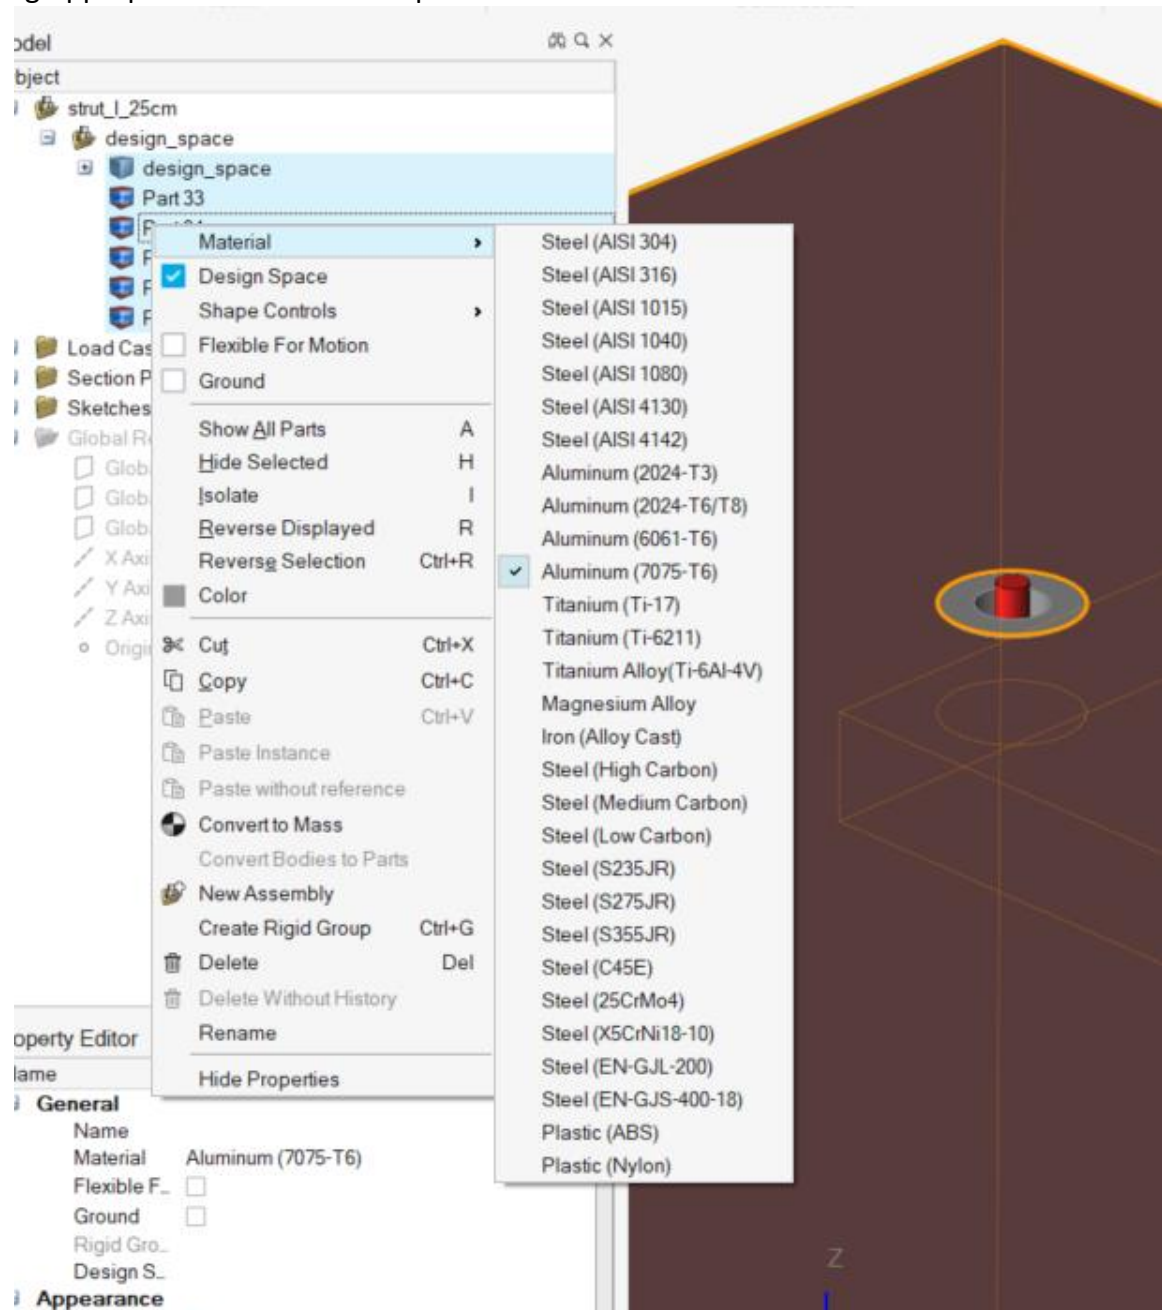 odel
bject
strut_l_25cm
design_space
design_space
Part 33
Material
Design Space
Shape Controls
Load Cas
Flexible For Motion
Section P
Ground
Sketches
Show All Parts A
Global Re
Hide Selected H
Glob
Isolate I
Glob
Reverse Displayed R
Glob
Reverse Selection Ctrl+R
X Axi
Color
Y Axi
Z Axi
Cut Ctrl+X
Origi
Copy Ctrl+C
Paste Ctrl+V
Paste Instance
Paste without reference
Convert to Mass
Convert Bodies to Parts
New Assembly
Create Rigid Group Ctrl+G
Delete Del
Delete Without History
Rename
Hide Properties
Steel (AISI 304)
Steel (AISI 316)
Steel (AISI 1015)
Steel (AISI 1040)
Steel (AISI 1080)
Steel (AISI 4130)
Steel (AISI 4142)
Aluminum (2024-T3)
Aluminum (2024-T6/T8)
Aluminum (6061-T6)
Aluminum (7075-T6)
Titanium (Ti-17)
Titanium (Ti-6211)
Titanium Alloy(Ti-6Al-4V)
Magnesium Alloy
Iron (Alloy Cast)
Steel (High Carbon)
Steel (Medium Carbon)
Steel (Low Carbon)
Steel (S235JR)
Steel (S275JR)
Steel (S355JR)
Steel (C45E)
Steel (25CrMo4)
Steel (X5CrNi18-10)
Steel (EN-GJL-200)
Steel (EN-GJS-400-18)
Plastic (ABS)
Plastic (Nylon)
operty Editor
lame
General
Name
Material Aluminum (7075-T6)
Flexible F...
Ground
Rigid Gro...
Design S...
Appearance
Z